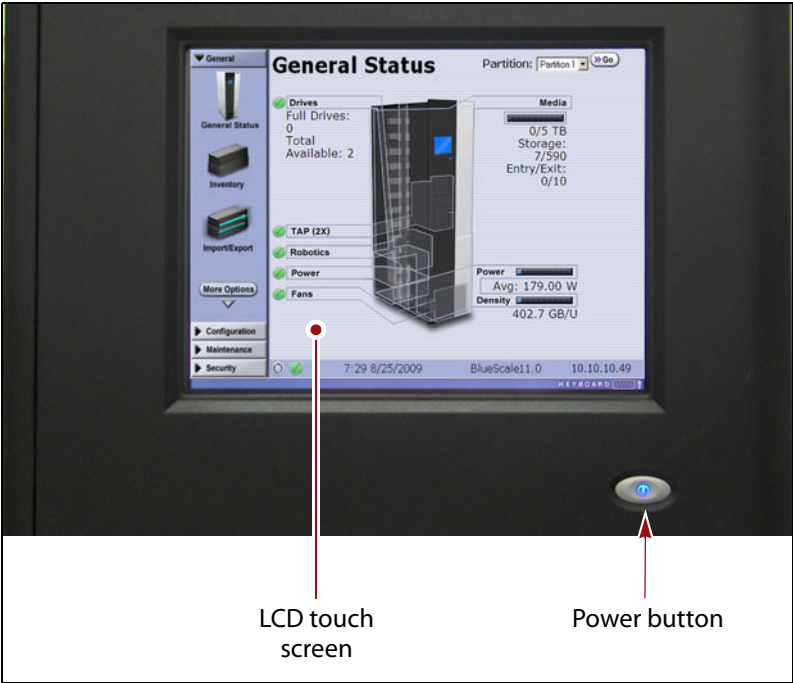 General
General Status
Inventory
Import/Export
More Options
Configuration
Maintenance
Security
General Status
Partition: Partition 1 Go
Drives
Full Drives:
0
Total
Available: 2
TAP (2X)
Robotics
Power
Fans
Media
0/5 TB
Storage:
7/590
Entry/Exit:
0/10
Power
Avg: 179.00 W
Density
402.7 GB/U
7:29 8/25/2009 BlueScale11.0 10.10.10.49
KEYBOARD
LCD touch
screen
Power button